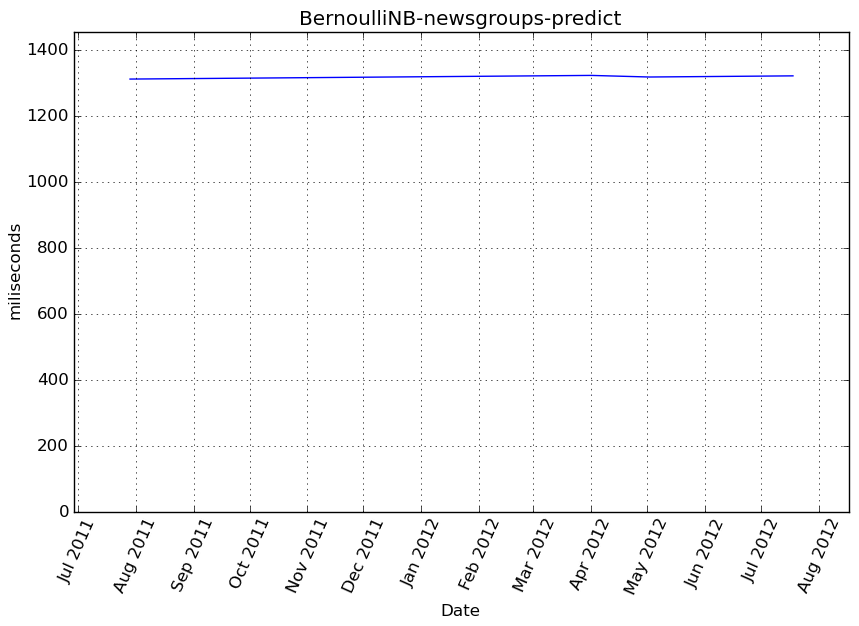 BernoulliNB-newsgroups-predict
1400
1200
1000
800
600
400
200
0
miliseconds
Jul 2011
Aug 2011
Sep 2011
Oct 2011
Nov 2011
Dec 2011
Jan 2012
Feb 2012
Mar 2012
Apr 2012
May 2012
Jun 2012
Jul 2012
Aug 2012
Date